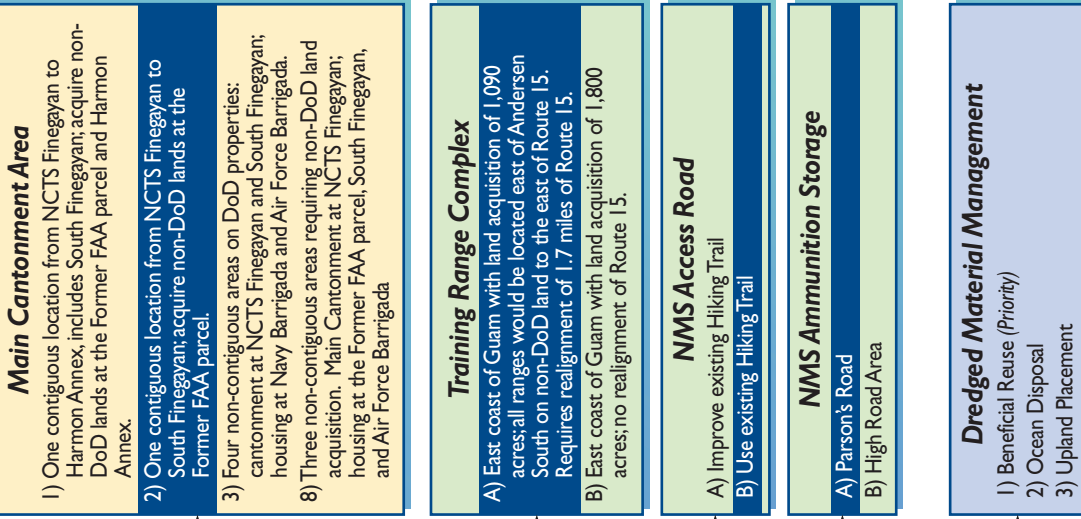 Main Cantonment Area
1) One contiguous location from NCTS Finegayan to
Harmon Annex, includes South Finegayan; acquire non-
DoD lands at the Former FAA parcel and Harmon
Annex.
2) One contiguous location from NCTS Finegayan to
South Finegayan; acquire non-DoD lands at the
Former FAA parcel.
3) Four non-contiguous areas on DoD properties:
cantonment at NCTS Finegayan and South Finegayan;
housing at Navy Barrigada and Air Force Barrigada.
8) Three non-contiguous areas requiring non-DoD land
acquisition. Main Cantonment at NCTS Finegayan;
housing at the Former FAA parcel, South Finegayan,
and Air Force Barrigada
Training Range Complex
A) East coast of Guam with land acquisition of 1,090
acres; all ranges would be located east of Andersen
South on non-DoD land to the east of Route 15.
Requires realignment of 1.7 miles of Route 15.
B) East coast of Guam with land acquisition of 1,800
acres; no realignment of Route 15.
NMS Access Road
A) Improve existing Hiking Trail
B) Use existing Hiking Trail
NMS Ammunition Storage
A) Parson's Road
B) High Road Area
Dredged Material Management
1) Beneficial Reuse (Priority)
2) Ocean Disposal
3) Upland Placement